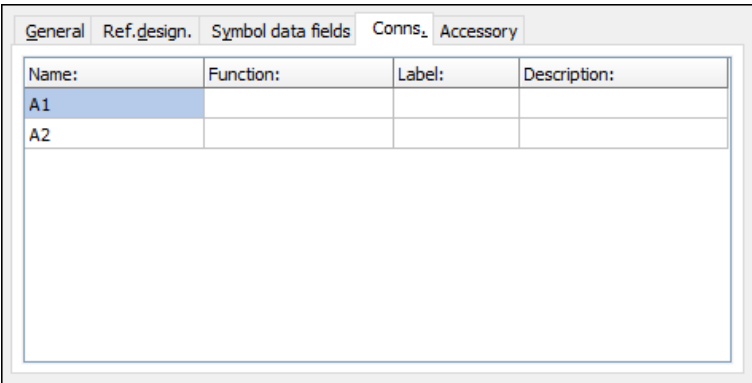 General Ref.design. Symbol data fields Conns. Accessory
Name: Function: Label: Description:
A1
A2